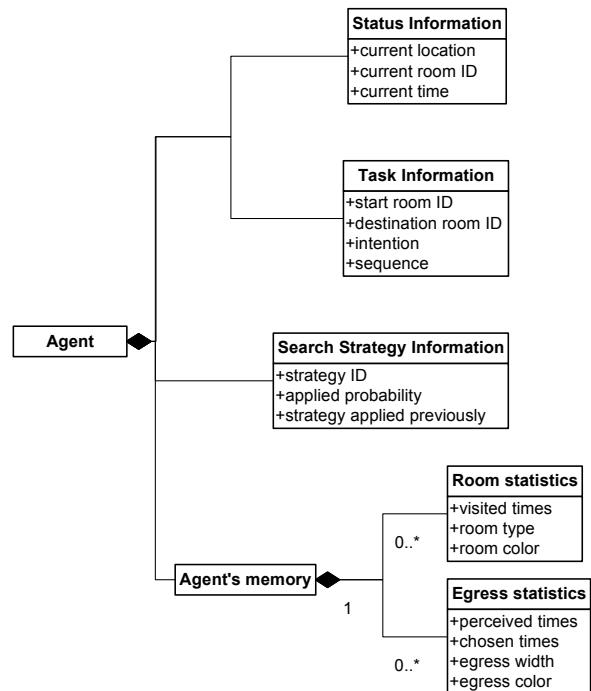 Status Information
+current location
+current room ID
+current time
Task Information
+start room ID
+destination room ID
+intention
+sequence
Agent
Search Strategy Information
+strategy ID
+applied probability
+strategy applied previously
Room statistics
+visited times
+room type
+room color
0..*
Agent's memory
1
Egress statistics
+perceived times
+chosen times
+egress width
+egress color
0..*